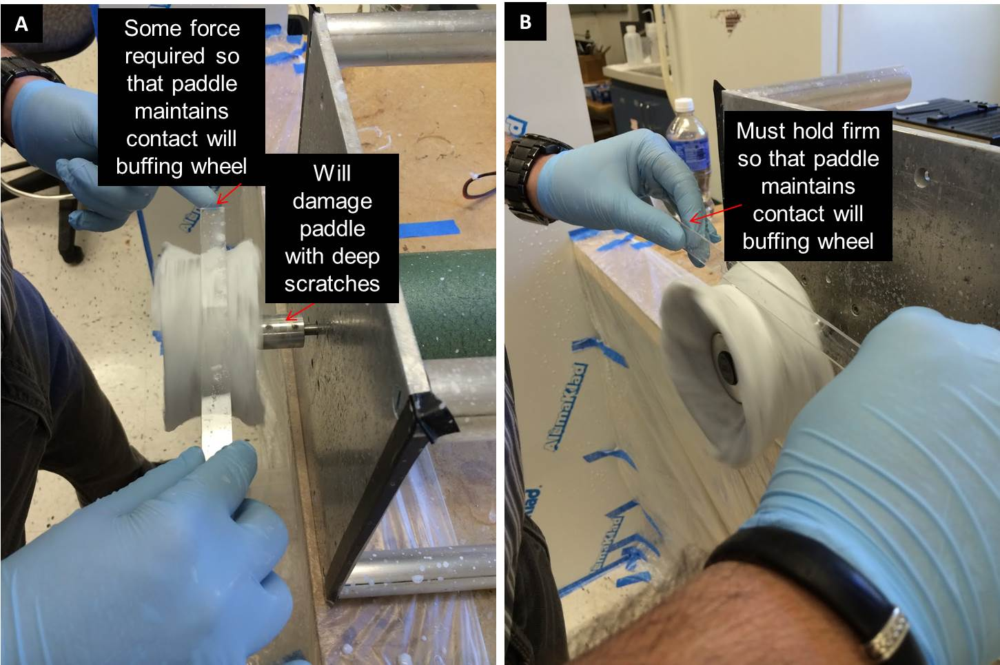 A
Some force
required so
that paddle
maintains
contact will
buffing wheel
Will
damage
paddle
with deep
scratches
B
Must hold firm
so that paddle
maintains
contact will
buffing wheel
AlumaKlad